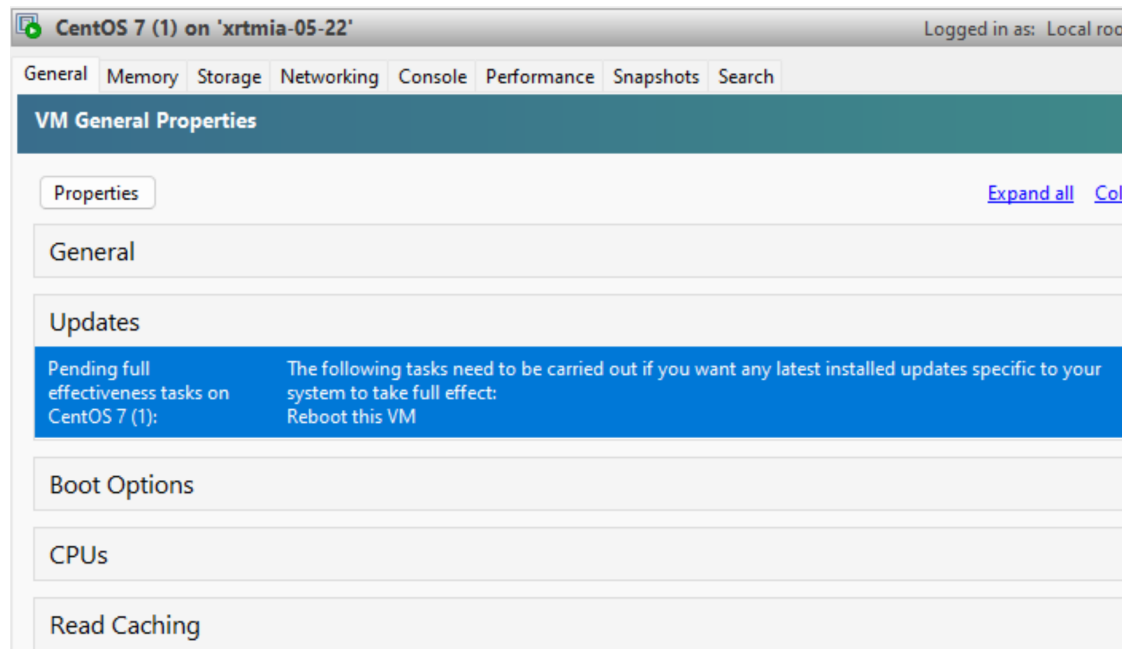 CentOS 7 (1) on 'xrtmia-05-22' Logged in as: Local roo
General Memory Storage Networking Console Performance Snapshots Search
VM General Properties
Properties Expand all Col
General
Updates
Pending full
effectiveness tasks on
CentOS 7 (1):
The following tasks need to be carried out if you want any latest installed updates specific to your
system to take full effect:
Reboot this VM
Boot Options
CPUs
Read Caching